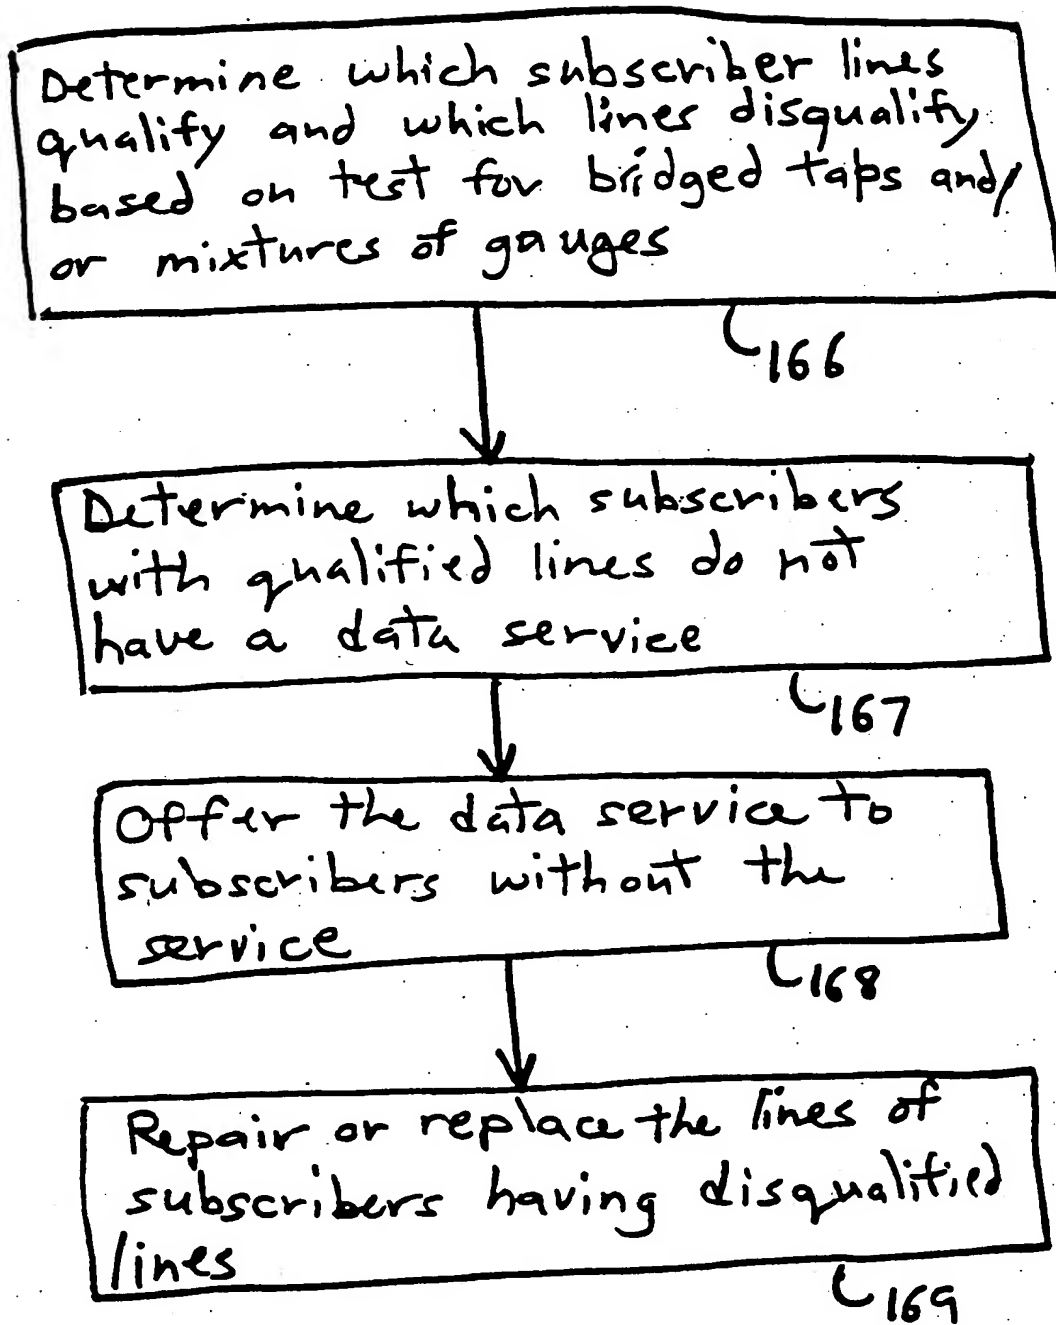 Determine which subscriber lines
qualify and which lines disqualify
based on test for bridged taps and/
or mixtures of gauges
166
Determine which subscribers
with qualified lines do not
have a data service
167
Offer the data service to
subscribers without the
service
168
Repair or replace the lines of
subscribers having disqualified
lines
169